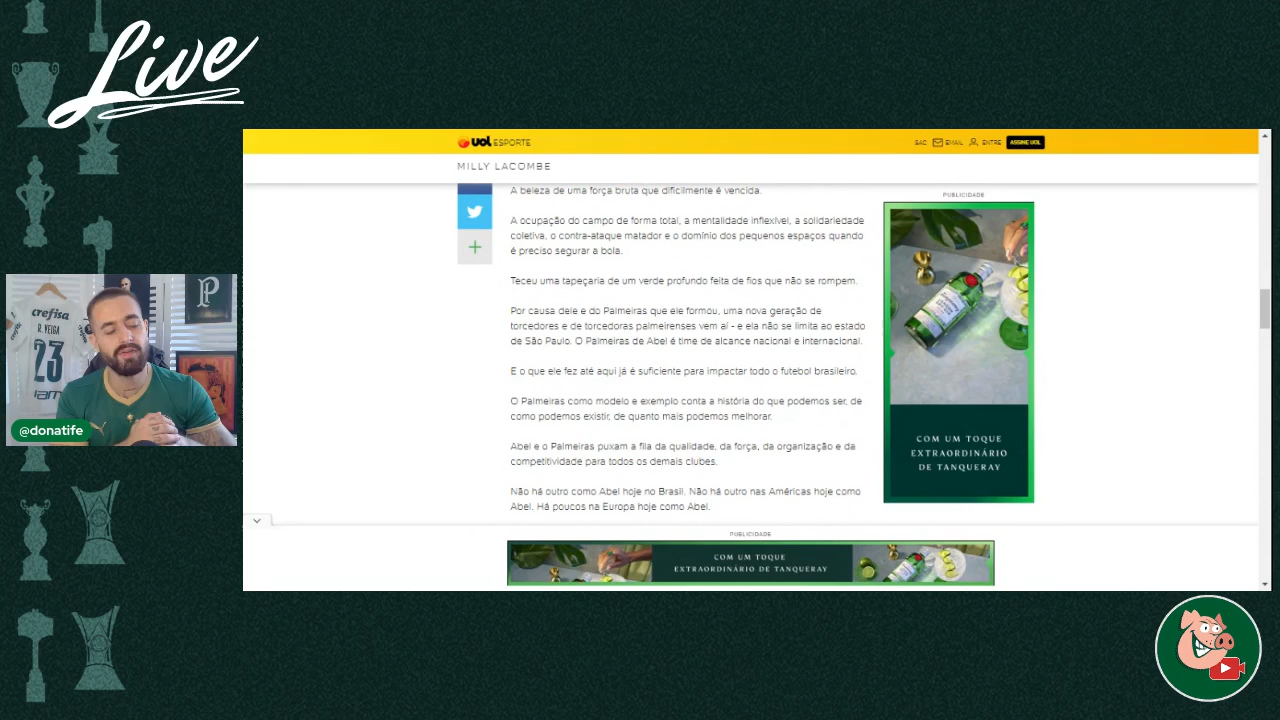 Live
uol ESPORTE
SAC
EMAIL
ENTRE
ASSINE UOL
MILLY LACOMBE
A beleza de uma força bruta que dificilmente é vencida.
A ocupação do campo de forma total, a mentalidade inflexível, a solidariedade
coletiva, o contra-ataque matador e o domínio dos pequenos espaços quando
é preciso segurar a bola.
Teceu uma tapeçaria de um verde profundo feita de fios que não se rompem.
Por causa dele e do Palmeiras que ele formou, uma nova geração de
torcedores e de torcedoras palmeirenses vem aí - e ela não se limita ao estado
de São Paulo. O Palmeiras de Abel é time de alcance nacional e internacional.
E o que ele fez até aqui já é suficiente para impactar todo o futebol brasileiro.
O Palmeiras como modelo e exemplo conta a história do que podemos ser, de
como podemos existir, de quanto mais podemos melhorar.
Abel e o Palmeiras puxam a fila da qualidade, da força, da organização e da
competitividade para todos os demais clubes.
Não há outro como Abel hoje no Brasil. Não há outro nas Américas hoje como
Abel. Há poucos na Europa hoje como Abel.
PUBLICIDADE
COM UM TOQUE
EXTRAORDINÁRIO
DE TANQUERAY
PUBLICIDADE
COM UM TOQUE
EXTRAORDINÁRIO DE TANQUERAY
crefisa
R. VEIGA
23
P
@donatife